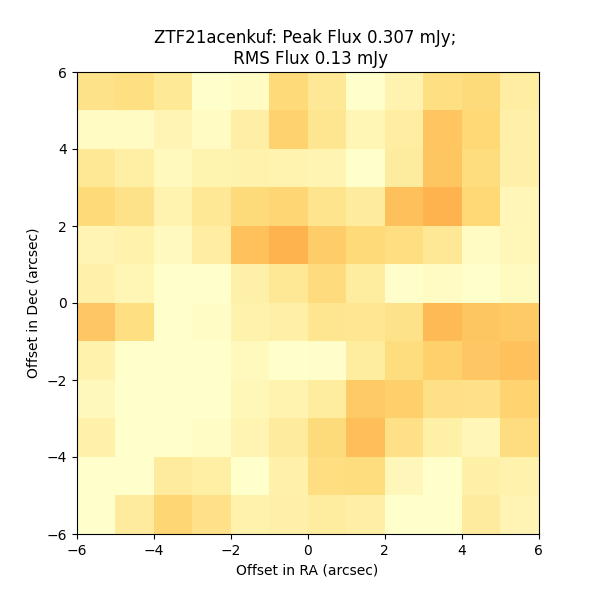 ZTF21acenkuf: Peak Flux 0.307 mJy;
RMS Flux 0.13 mJy
6
4
2
0
−2
−4
−6
Offset in Dec (arcsec)
−6 −4 −2 0 2 4 6
Offset in RA (arcsec)